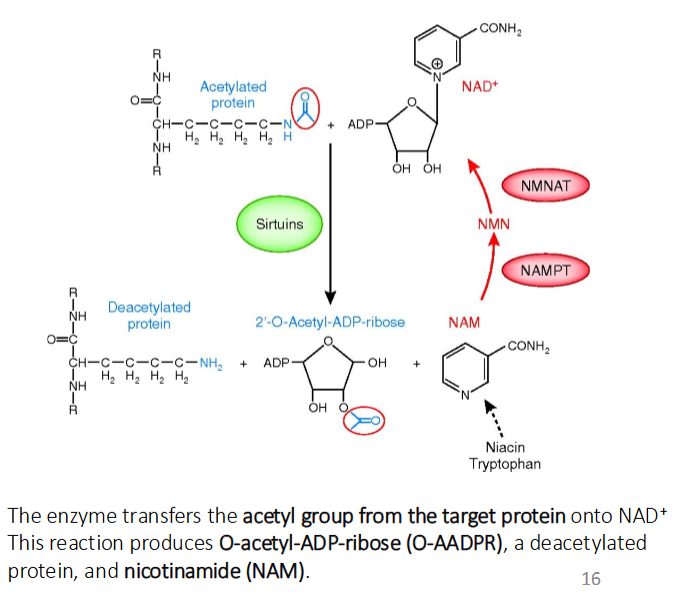 R
NH
O=C
CH–C–C–C–C–N
H₂ H₂ H₂ H₂ H
NH
R
Acetylated
protein
O
+
ADP
O
N
⊕
CONH₂
NAD⁺
OH OH
NMNAT
Sirtuins
NMN
NAMPT
R
NH
O=C
CH–C–C–C–C–NH₂
H₂ H₂ H₂ H₂
NH
R
Deacetylated
protein
+
2′-O-Acetyl-ADP-ribose
ADP
O
OH
OH O
O
+
NAM
CONH₂
N
Niacin
Tryptophan
The enzyme transfers the acetyl group from the target protein onto NAD⁺
This reaction produces O-acetyl-ADP-ribose (O-AADPR), a deacetylated
protein, and nicotinamide (NAM).
16